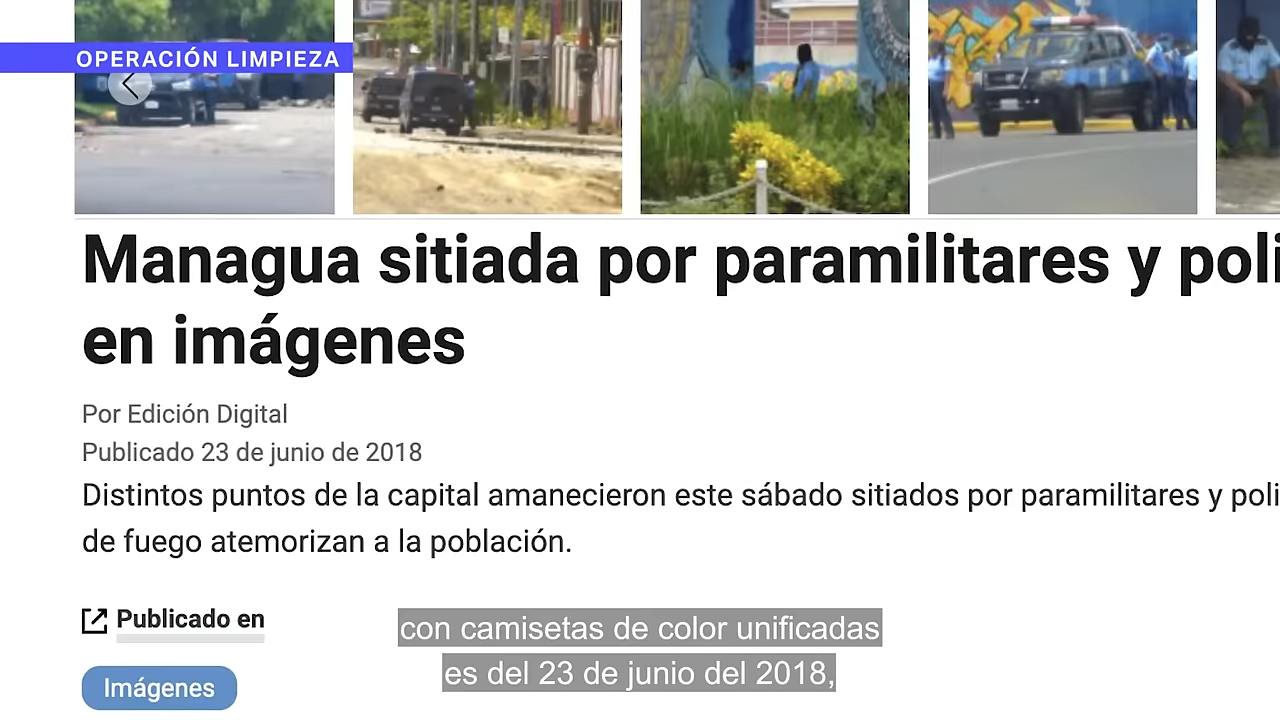 OPERACIÓN LIMPIEZA
Managua sitiada por paramilitares y poli
en imágenes
Por Edición Digital
Publicado 23 de junio de 2018
Distintos puntos de la capital amanecieron este sábado sitiados por paramilitares y poli
de fuego atemorizan a la población.
Publicado en
Imágenes
con camisetas de color unificadas
es del 23 de junio del 2018,